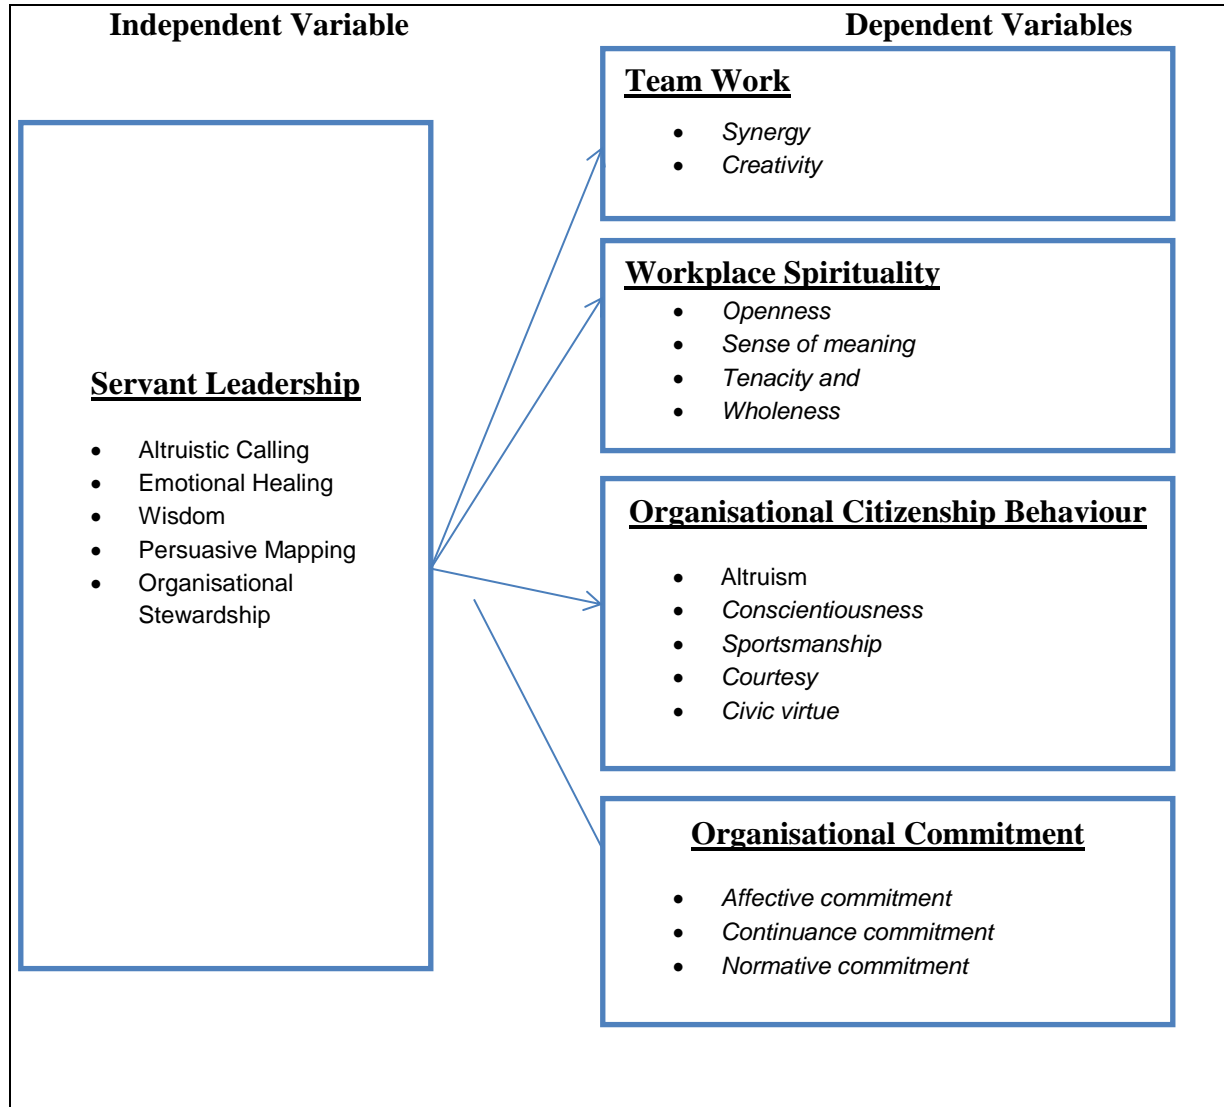 Independent Variable
Dependent Variables
Servant Leadership
• Altruistic Calling
• Emotional Healing
• Wisdom
• Persuasive Mapping
• Organisational
Stewardship
Team Work
• Synergy
• Creativity
Workplace Spirituality
• Openness
• Sense of meaning
• Tenacity and
• Wholeness
Organisational Citizenship Behaviour
• Altruism
• Conscientiousness
• Sportsmanship
• Courtesy
• Civic virtue
Organisational Commitment
• Affective commitment
• Continuance commitment
• Normative commitment